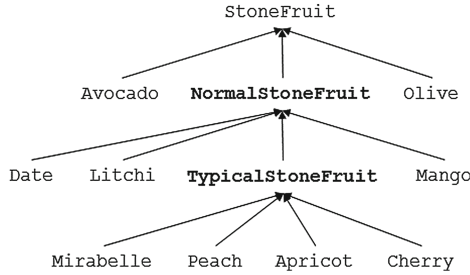 StoneFruit
Avocado NormalStoneFruit Olive
Date Litchi TypicalStoneFruit Mango
Mirabelle Peach Apricot Cherry